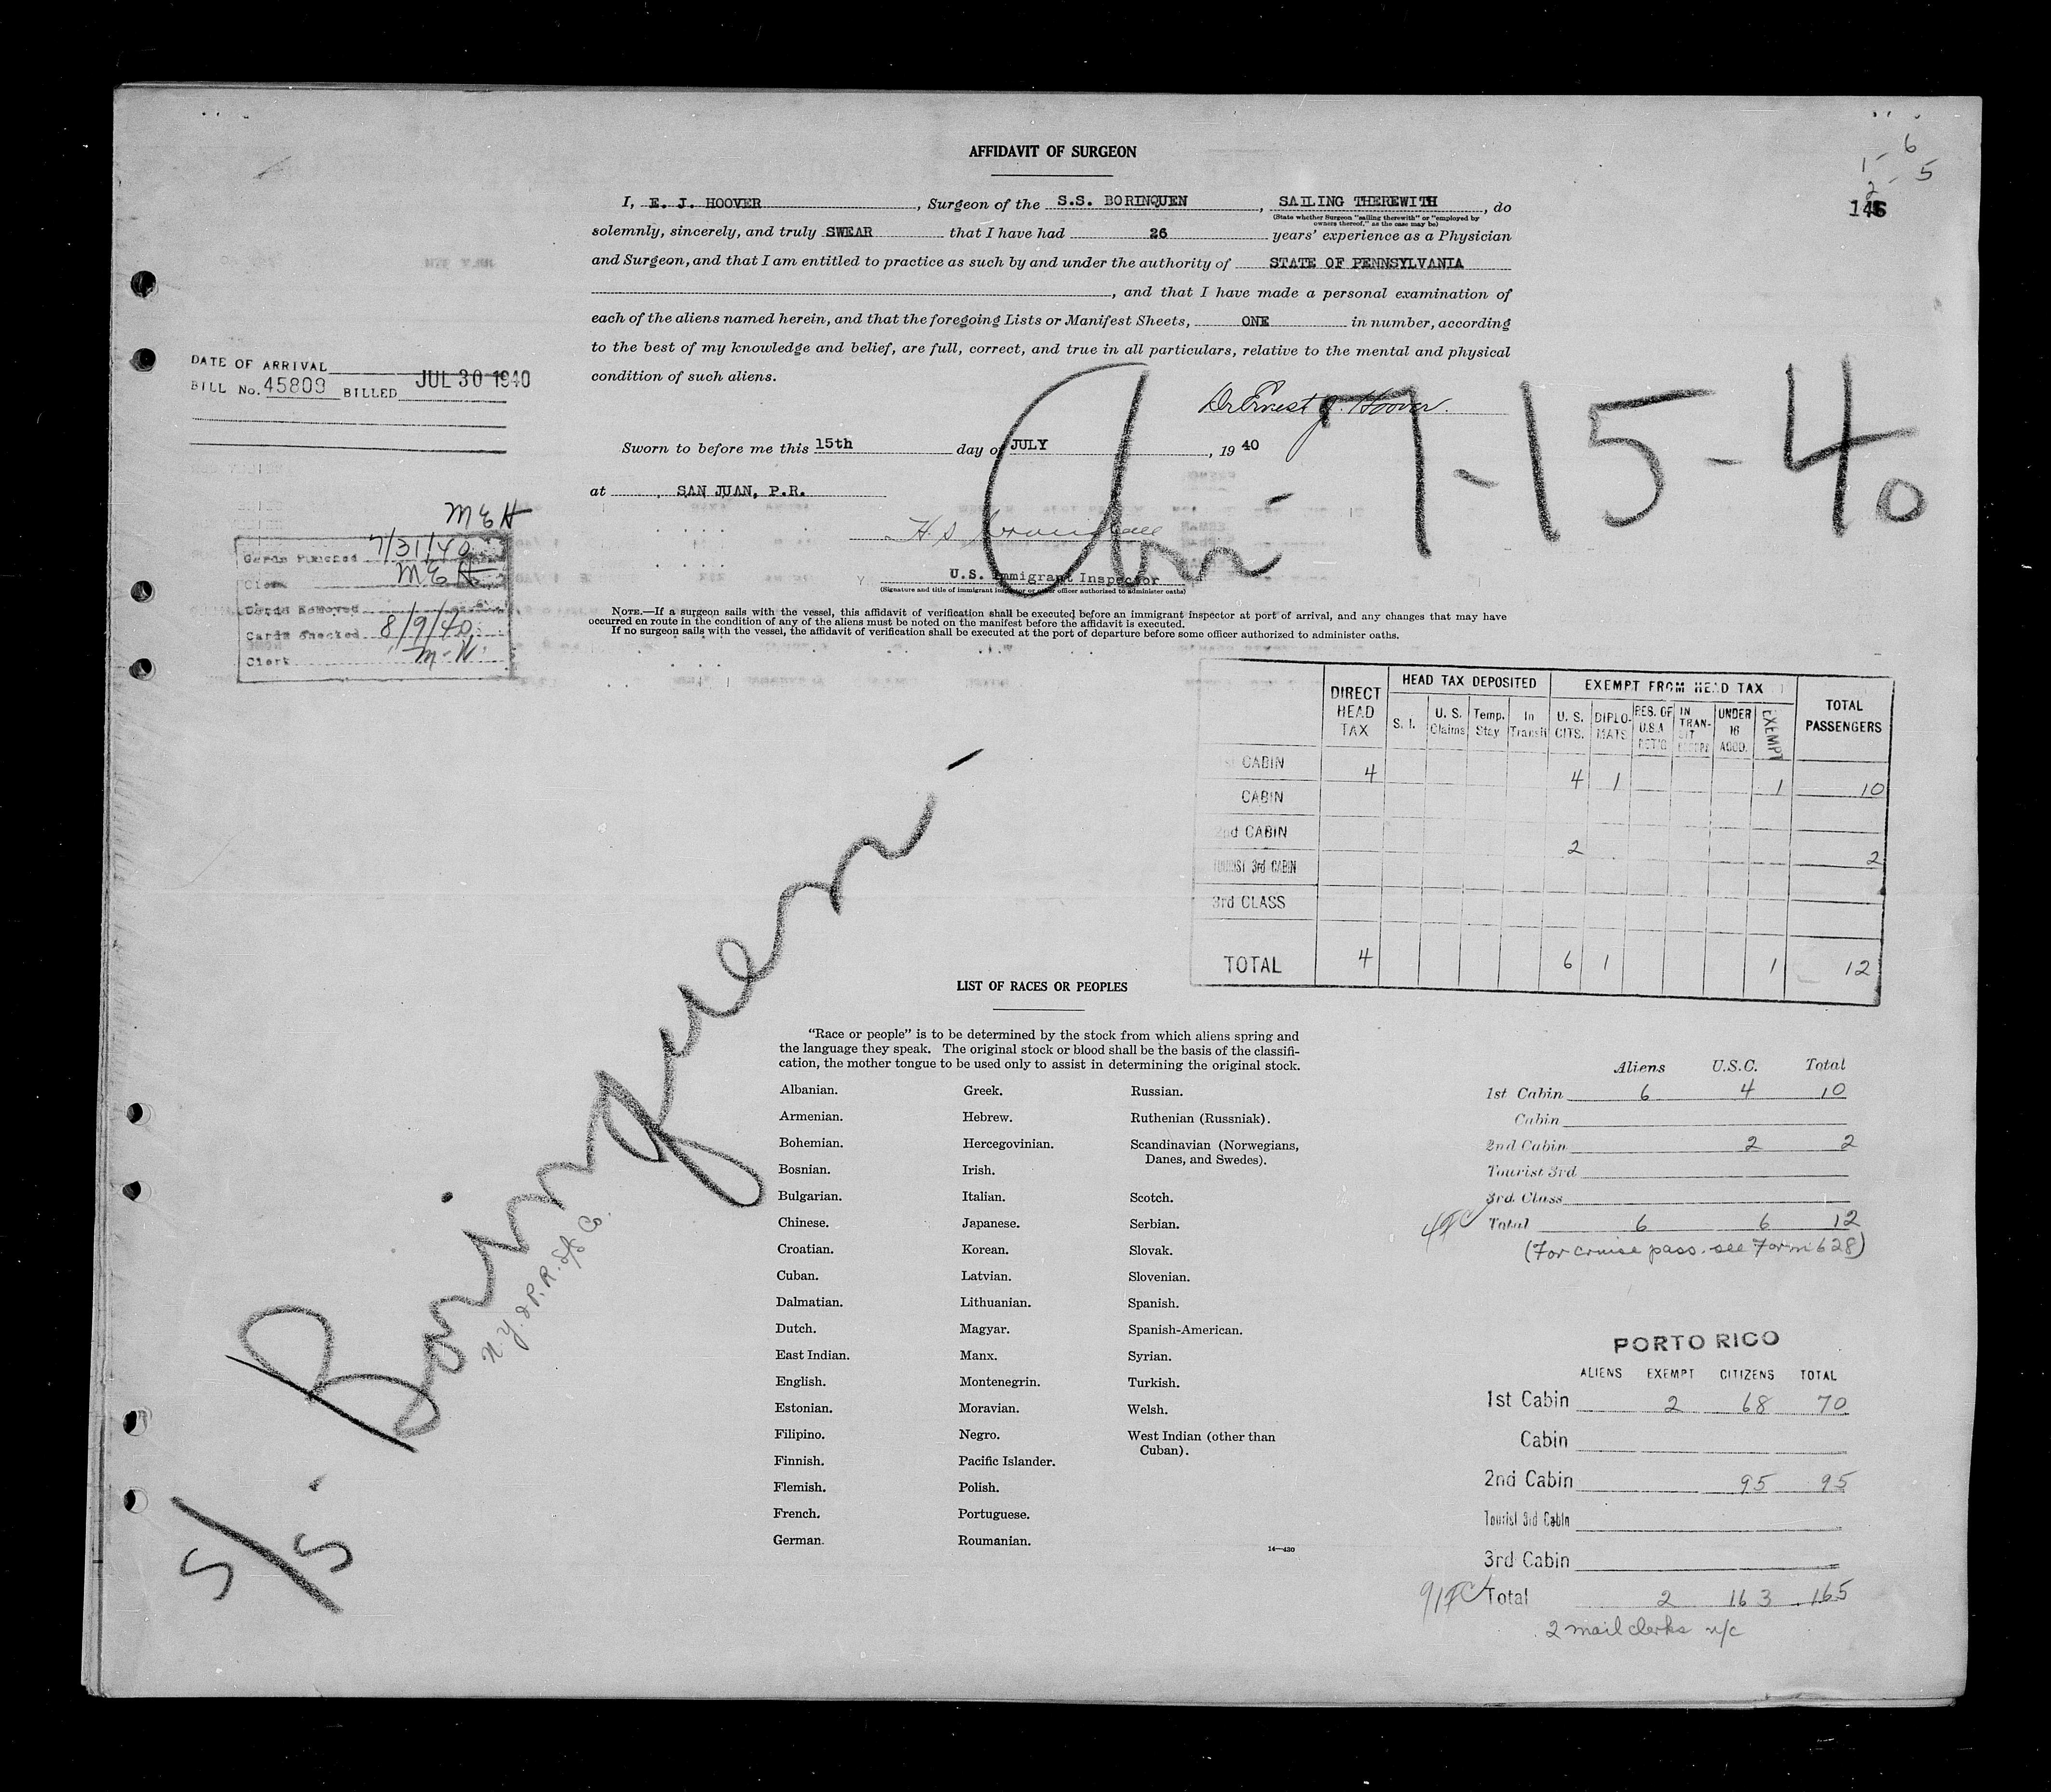 AFFIDAVIT OF SURGEON
1- 6
2- 5
I, E. J. HOOVER, Surgeon of the S.S. BORINQUEN, SAILING THEREWITH, do
(State whether Surgeon "sailing therewith" or "employed by
owners thereof," as the case may be)
solemnly, sincerely, and truly SWEAR that I have had 26 years' experience as a Physician
and Surgeon, and that I am entitled to practice as such by and under the authority of STATE OF PENNSYLVANIA
, and that I have made a personal examination of
each of the aliens named herein, and that the foregoing Lists or Manifest Sheets, ONE in number, according
to the best of my knowledge and belief, are full, correct, and true in all particulars, relative to the mental and physical
condition of such aliens.
DATE OF ARRIVAL
BILL No. 45809 BILLED JUL 30 1940
Dr Ernest J. Hoover.
Sworn to before me this 15th day of JULY, 19 40
at SAN JUAN, P.R.
Arr. 7-15-40
H S
U.S. Immigrant Inspector
(Signature and title of immigrant inspector or other officer authorized to administer oaths)
MEH
Cards Punched 7/31/40
Clerk MEH
Cards Removed
Cards Checked 8/9/40
Clerk M-W.
NOTE.—If a surgeon sails with the vessel, this affidavit of verification shall be executed before an immigrant inspector at port of arrival, and any changes that may have
occurred en route in the condition of any of the aliens must be noted on the manifest before the affidavit is executed.
If no surgeon sails with the vessel, the affidavit of verification shall be executed at the port of departure before some officer authorized to administer oaths.
DIRECT HEAD TAX HEAD TAX DEPOSITED EXEMPT FROM HEAD TAX TOTAL PASSENGERS
S. I. U. S. Claims Temp. Stay In Transit U. S. CITS. DIPLO-MATS RES. OF U.S.A RET'G IN TRAN-SIT UNDER 16 ACCO. EXEMPT
1st CABIN 4 4 1 1 10
CABIN
2nd CABIN 2 2
TOURIST 3rd CABIN
3rd CLASS
TOTAL 4 6 1 1 12
S/S. Borinquen -
N.Y. & P.R. S/S Co.
LIST OF RACES OR PEOPLES
"Race or people" is to be determined by the stock from which aliens spring and
the language they speak. The original stock or blood shall be the basis of the classifi-
cation, the mother tongue to be used only to assist in determining the original stock.
Albanian.
Armenian.
Bohemian.
Bosnian.
Bulgarian.
Chinese.
Croatian.
Cuban.
Dalmatian.
Dutch.
East Indian.
English.
Estonian.
Filipino.
Finnish.
Flemish.
French.
German.
Greek.
Hebrew.
Hercegovinian.
Irish.
Italian.
Japanese.
Korean.
Latvian.
Lithuanian.
Magyar.
Manx.
Montenegrin.
Moravian.
Negro.
Pacific Islander.
Polish.
Portuguese.
Roumanian.
Russian.
Ruthenian (Russniak).
Scandinavian (Norwegians,
Danes, and Swedes).
Scotch.
Serbian.
Slovak.
Slovenian.
Spanish.
Spanish-American.
Syrian.
Turkish.
Welsh.
West Indian (other than
Cuban).
14—430
Aliens U.S.C. Total
1st Cabin 6 4 10
Cabin
2nd Cabin 2 2
Tourist 3rd
3rd. Class
Total 6 6 12
(For cruise pass. see Form 628)
PORTO RICO
ALIENS EXEMPT CITIZENS TOTAL
1st Cabin 2 68 70
Cabin
2nd Cabin 95 95
Tourist 3rd Cabin
3rd Cabin
Total 2 163 165
2 mail clerks n/c